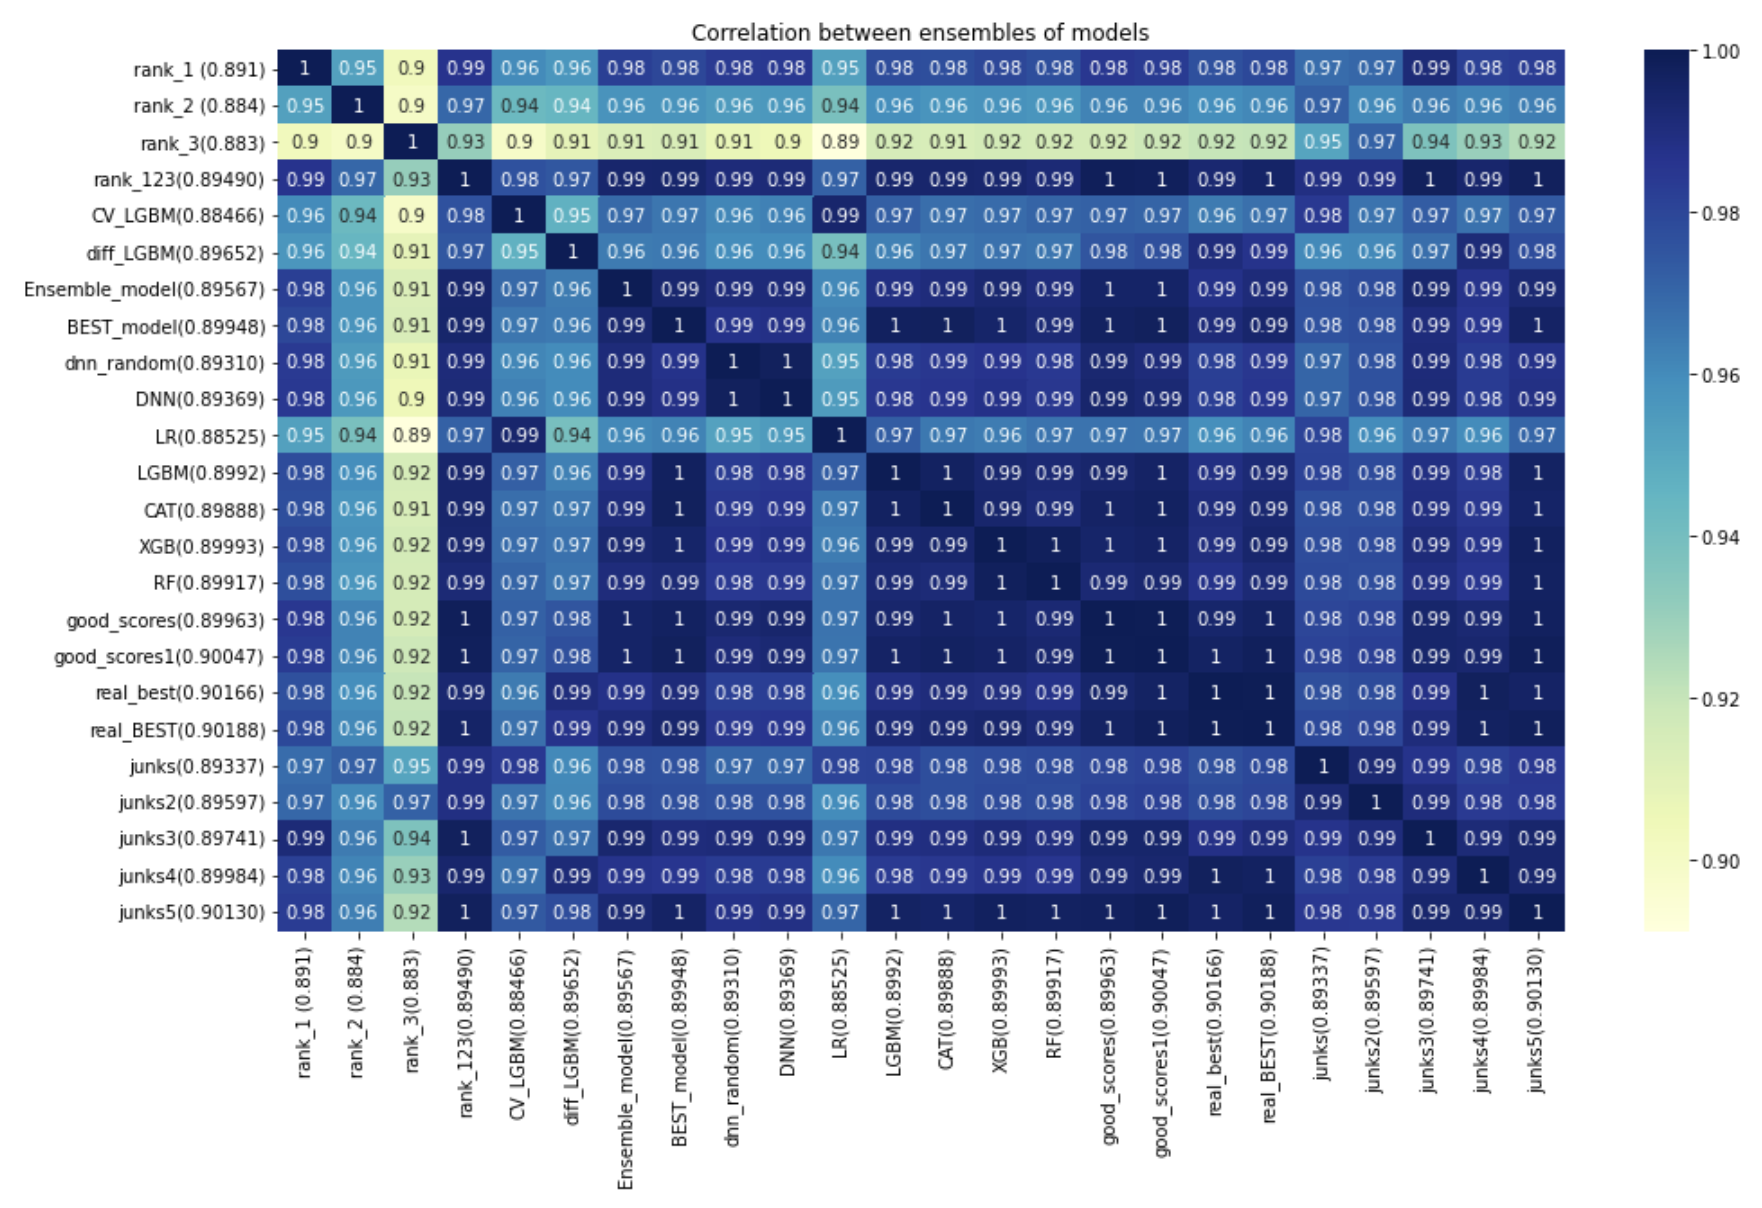 Correlation between ensembles of models
rank_1 (0.891) 1 0.95 0.9 0.99 0.96 0.96 0.98 0.98 0.98 0.98 0.95 0.98 0.98 0.98 0.98 0.98 0.98 0.98 0.98 0.97 0.97 0.99 0.98 0.98
rank_2 (0.884) 0.95 1 0.9 0.97 0.94 0.94 0.96 0.96 0.96 0.96 0.94 0.96 0.96 0.96 0.96 0.96 0.96 0.96 0.96 0.97 0.96 0.96 0.96 0.96
rank_3(0.883) 0.9 0.9 1 0.93 0.9 0.91 0.91 0.91 0.91 0.9 0.89 0.92 0.91 0.92 0.92 0.92 0.92 0.92 0.92 0.95 0.97 0.94 0.93 0.92
rank_123(0.89490) 0.99 0.97 0.93 1 0.98 0.97 0.99 0.99 0.99 0.99 0.97 0.99 0.99 0.99 0.99 1 1 0.99 1 0.99 0.99 1 0.99 1
CV_LGBM(0.88466) 0.96 0.94 0.9 0.98 1 0.95 0.97 0.97 0.96 0.96 0.99 0.97 0.97 0.97 0.97 0.97 0.97 0.96 0.97 0.98 0.97 0.97 0.97 0.97
diff_LGBM(0.89652) 0.96 0.94 0.91 0.97 0.95 1 0.96 0.96 0.96 0.96 0.94 0.96 0.97 0.97 0.97 0.98 0.98 0.99 0.99 0.96 0.96 0.97 0.99 0.98
Ensemble_model(0.89567) 0.98 0.96 0.91 0.99 0.97 0.96 1 0.99 0.99 0.99 0.96 0.99 0.99 0.99 0.99 1 1 0.99 0.99 0.98 0.98 0.99 0.99 0.99
BEST_model(0.89948) 0.98 0.96 0.91 0.99 0.97 0.96 0.99 1 0.99 0.99 0.96 1 1 1 0.99 1 1 0.99 0.99 0.98 0.98 0.99 0.99 1
dnn_random(0.89310) 0.98 0.96 0.91 0.99 0.96 0.96 0.99 0.99 1 1 0.95 0.98 0.99 0.99 0.98 0.99 0.99 0.98 0.99 0.97 0.98 0.99 0.98 0.99
DNN(0.89369) 0.98 0.96 0.9 0.99 0.96 0.96 0.99 0.99 1 1 0.95 0.98 0.99 0.99 0.99 0.99 0.99 0.98 0.99 0.97 0.98 0.99 0.98 0.99
LR(0.88525) 0.95 0.94 0.89 0.97 0.99 0.94 0.96 0.96 0.95 0.95 1 0.97 0.97 0.96 0.97 0.97 0.97 0.96 0.96 0.98 0.96 0.97 0.96 0.97
LGBM(0.8992) 0.98 0.96 0.92 0.99 0.97 0.96 0.99 1 0.98 0.98 0.97 1 1 0.99 0.99 0.99 1 0.99 0.99 0.98 0.98 0.99 0.98 1
CAT(0.89888) 0.98 0.96 0.91 0.99 0.97 0.97 0.99 1 0.99 0.99 0.97 1 1 0.99 0.99 1 1 0.99 0.99 0.98 0.98 0.99 0.99 1
XGB(0.89993) 0.98 0.96 0.92 0.99 0.97 0.97 0.99 1 0.99 0.99 0.96 0.99 0.99 1 1 1 1 0.99 0.99 0.98 0.98 0.99 0.99 1
RF(0.89917) 0.98 0.96 0.92 0.99 0.97 0.97 0.99 0.99 0.98 0.99 0.97 0.99 0.99 1 1 0.99 0.99 0.99 0.99 0.98 0.98 0.99 0.99 1
good_scores(0.89963) 0.98 0.96 0.92 1 0.97 0.98 1 1 0.99 0.99 0.97 0.99 1 1 0.99 1 1 0.99 1 0.98 0.98 0.99 0.99 1
good_scores1(0.90047) 0.98 0.96 0.92 1 0.97 0.98 1 1 0.99 0.99 0.97 1 1 1 0.99 1 1 1 1 0.98 0.98 0.99 0.99 1
real_best(0.90166) 0.98 0.96 0.92 0.99 0.96 0.99 0.99 0.99 0.98 0.98 0.96 0.99 0.99 0.99 0.99 0.99 1 1 1 0.98 0.98 0.99 1 1
real_BEST(0.90188) 0.98 0.96 0.92 1 0.97 0.99 0.99 0.99 0.99 0.99 0.96 0.99 0.99 0.99 0.99 1 1 1 1 0.98 0.98 0.99 1 1
junks(0.89337) 0.97 0.97 0.95 0.99 0.98 0.96 0.98 0.98 0.97 0.97 0.98 0.98 0.98 0.98 0.98 0.98 0.98 0.98 0.98 1 0.99 0.99 0.98 0.98
junks2(0.89597) 0.97 0.96 0.97 0.99 0.97 0.96 0.98 0.98 0.98 0.98 0.96 0.98 0.98 0.98 0.98 0.98 0.98 0.98 0.98 0.99 1 0.99 0.98 0.98
junks3(0.89741) 0.99 0.96 0.94 1 0.97 0.97 0.99 0.99 0.99 0.99 0.97 0.99 0.99 0.99 0.99 0.99 0.99 0.99 0.99 0.99 0.99 1 0.99 0.99
junks4(0.89984) 0.98 0.96 0.93 0.99 0.97 0.99 0.99 0.99 0.98 0.98 0.96 0.98 0.99 0.99 0.99 0.99 0.99 1 1 0.98 0.98 0.99 1 0.99
junks5(0.90130) 0.98 0.96 0.92 1 0.97 0.98 0.99 1 0.99 0.99 0.97 1 1 1 1 1 1 1 1 0.98 0.98 0.99 0.99 1
rank_1 (0.891)
rank_2 (0.884)
rank_3(0.883)
rank_123(0.89490)
CV_LGBM(0.88466)
diff_LGBM(0.89652)
Ensemble_model(0.89567)
BEST_model(0.89948)
dnn_random(0.89310)
DNN(0.89369)
LR(0.88525)
LGBM(0.8992)
CAT(0.89888)
XGB(0.89993)
RF(0.89917)
good_scores(0.89963)
good_scores1(0.90047)
real_best(0.90166)
real_BEST(0.90188)
junks(0.89337)
junks2(0.89597)
junks3(0.89741)
junks4(0.89984)
junks5(0.90130)
1.00
0.98
0.96
0.94
0.92
0.90